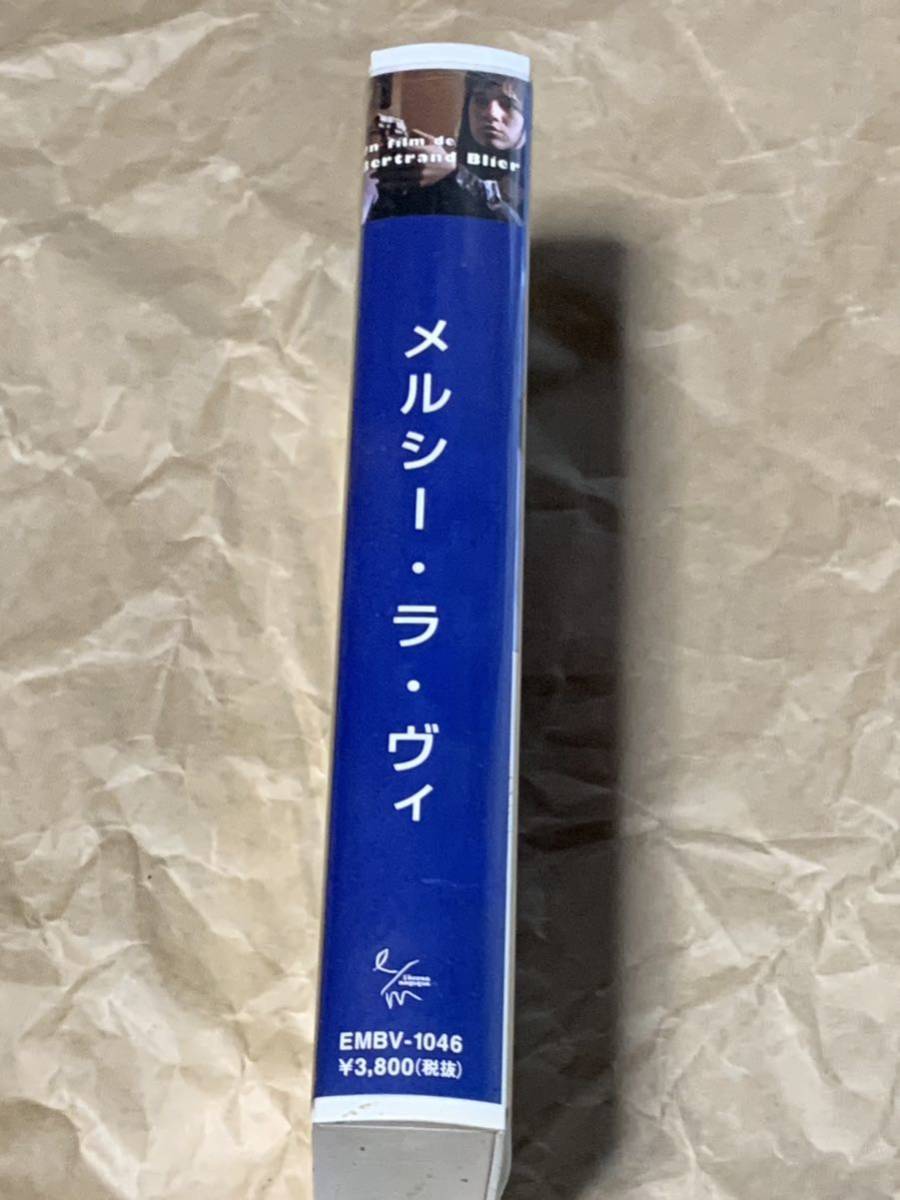 un film de
Bertrand Blier
メルシー・ラ・ヴィ
e/m
EMBV-1046
¥3,800(税抜)